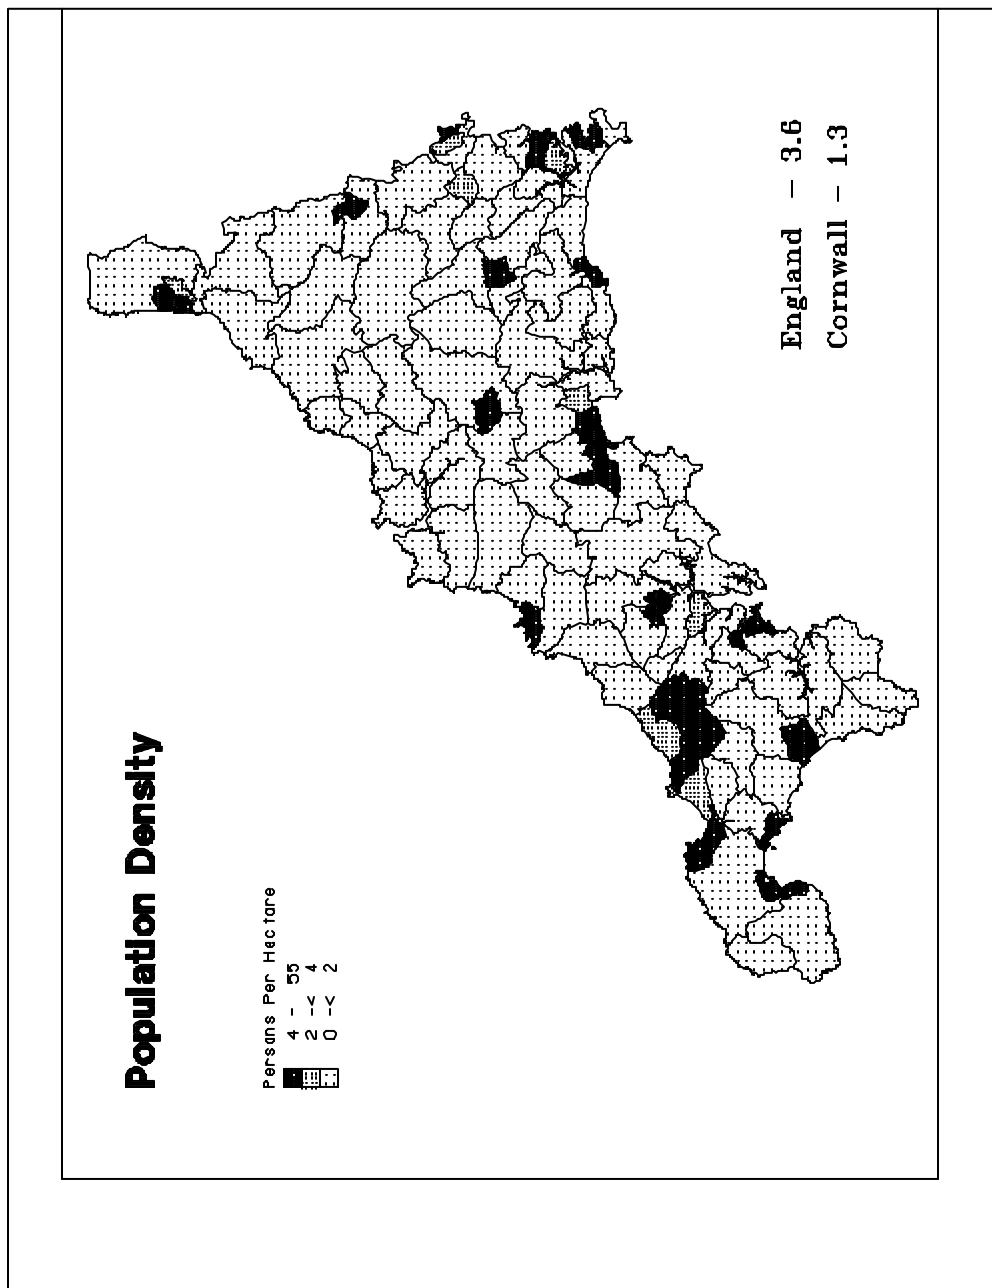 Population Density
Persons Per Hectare
4 - 55
2 -< 4
0 -< 2
England - 3.6
Cornwall - 1.3